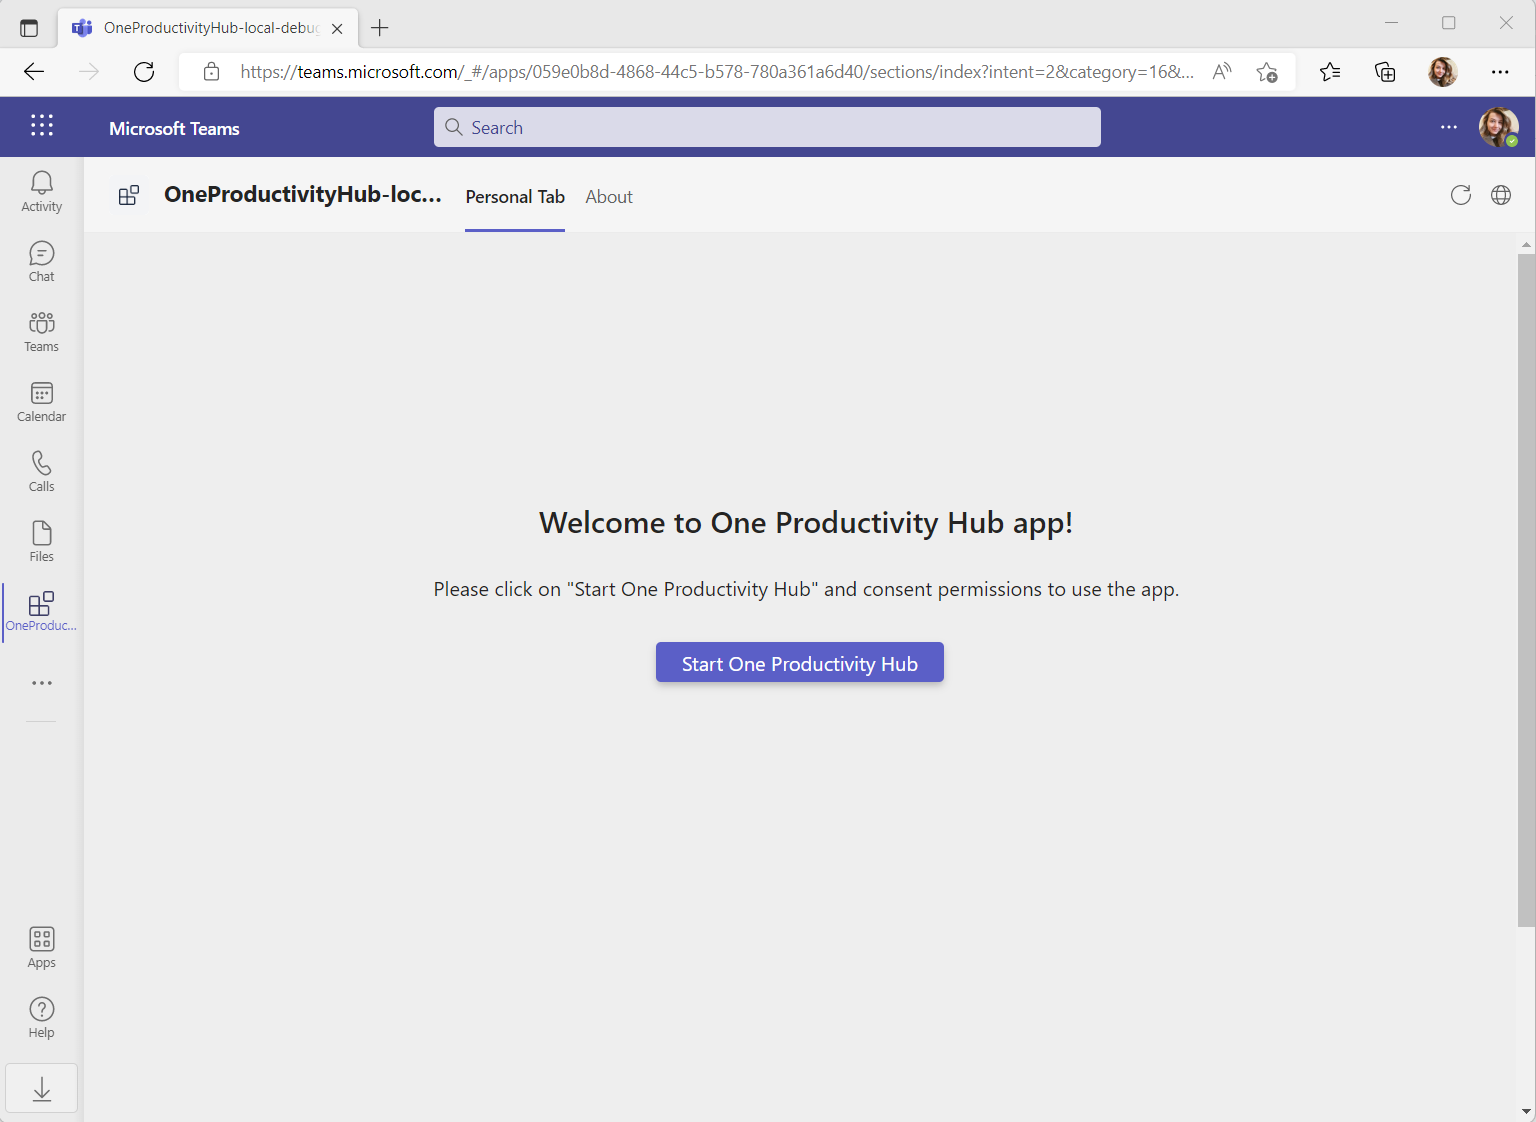 OneProductivityHub-local-debug
https://teams.microsoft.com/_#/apps/059e0b8d-4868-44c5-b578-780a361a6d40/sections/index?intent=2&category=16&...
Microsoft Teams
Search
Activity
Chat
Teams
Calendar
Calls
Files
OneProduc...
Apps
Help
OneProductivityHub-loc...
Personal Tab
About
Welcome to One Productivity Hub app!
Please click on "Start One Productivity Hub" and consent permissions to use the app.
Start One Productivity Hub